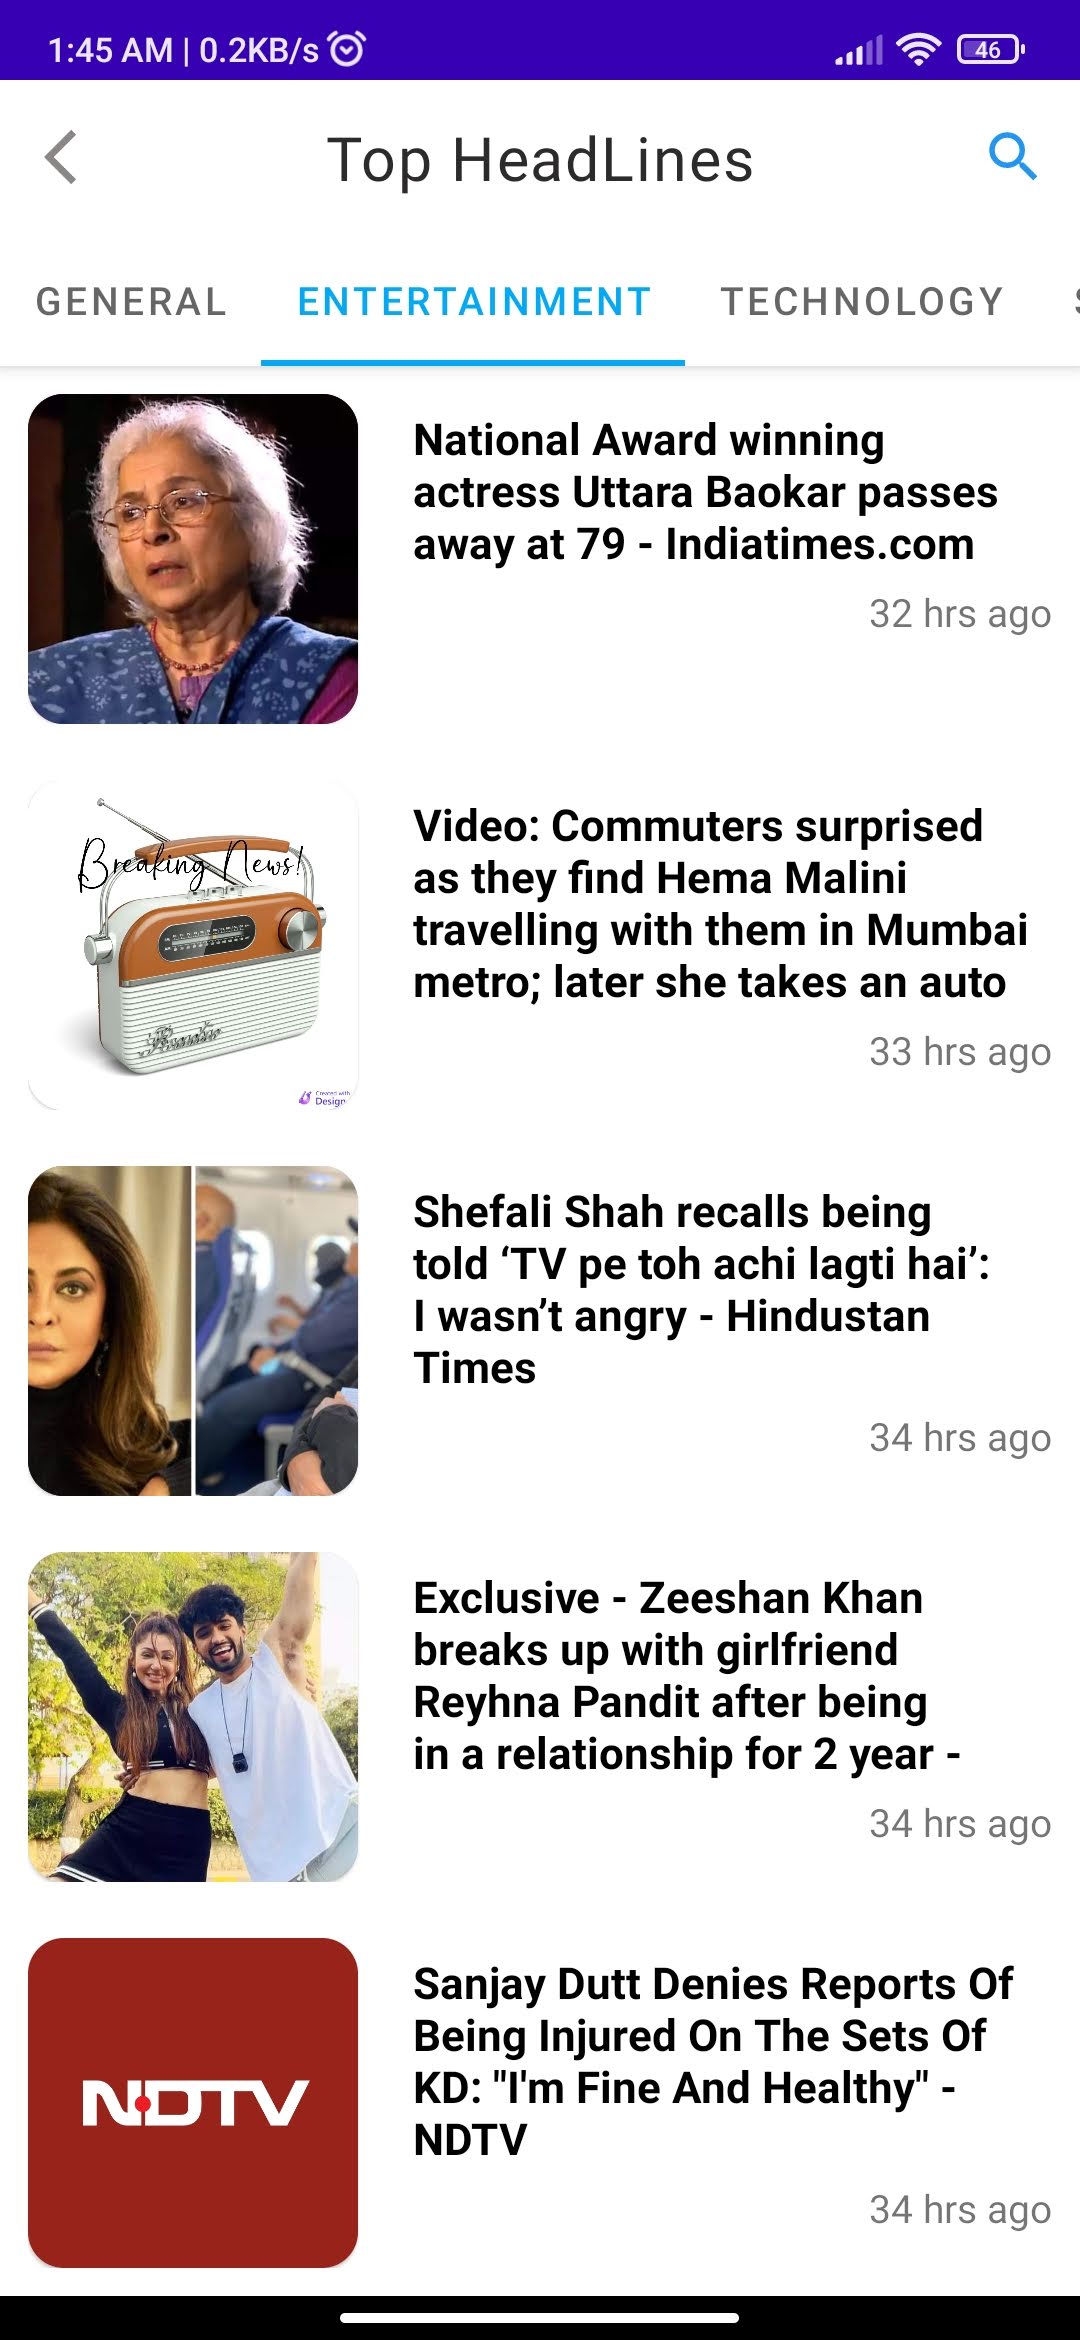 1:45 AM | 0.2KB/s
46
Top HeadLines
GENERAL
ENTERTAINMENT
TECHNOLOGY
National Award winning
actress Uttara Baokar passes
away at 79 - Indiatimes.com
32 hrs ago
Breaking News!
Created with
Design
Video: Commuters surprised
as they find Hema Malini
travelling with them in Mumbai
metro; later she takes an auto
33 hrs ago
Shefali Shah recalls being
told ‘TV pe toh achi lagti hai’:
I wasn’t angry - Hindustan
Times
34 hrs ago
Exclusive - Zeeshan Khan
breaks up with girlfriend
Reyhna Pandit after being
in a relationship for 2 year -
34 hrs ago
NDTV
Sanjay Dutt Denies Reports Of
Being Injured On The Sets Of
KD: "I'm Fine And Healthy" -
NDTV
34 hrs ago